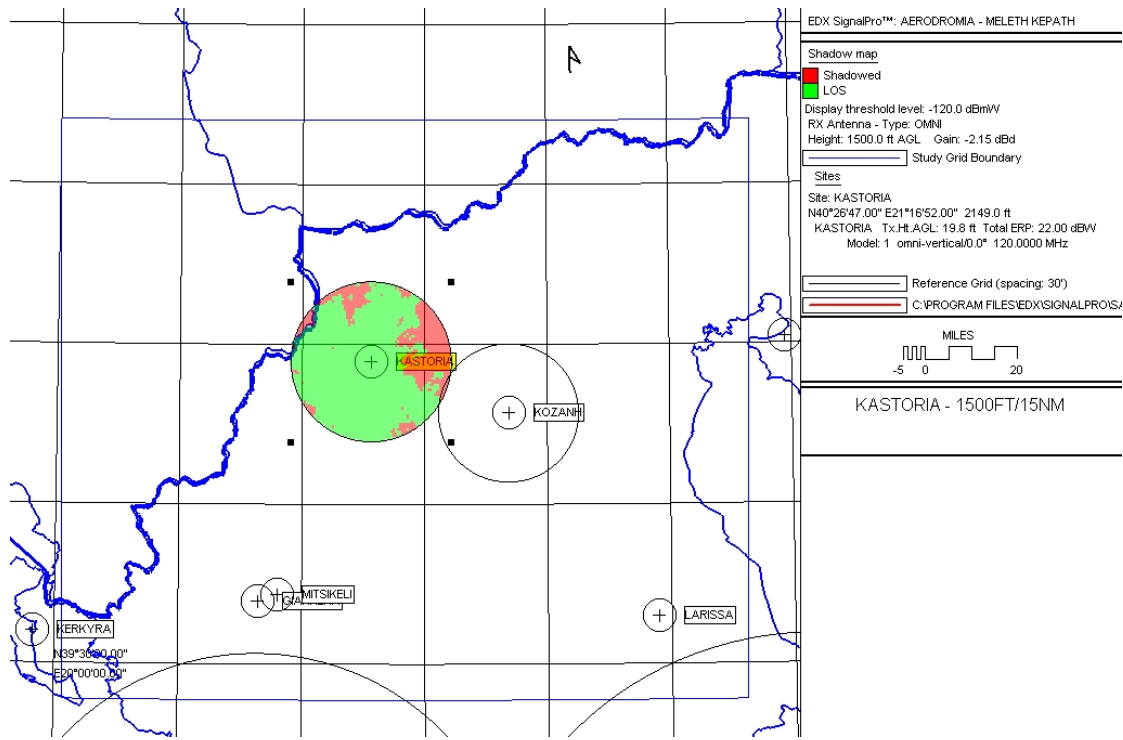 EDX SignalPro™: AERODROMIA - MELETH KEPATH
Shadow map
Shadowed
LOS
Display threshold level: -120.0 dBmW
RX Antenna - Type: OMNI
Height: 1500.0 ft AGL Gain: -2.15 dBd
Study Grid Boundary
Sites
Site: KASTORIA
N40°26'47.00" E21°16'52.00" 2149.0 ft
KASTORIA Tx.Ht.AGL: 19.8 ft Total ERP: 22.00 dBW
Model: 1 omni-vertical/0.0° 120.0000 MHz
Reference Grid (spacing: 30')
C:\PROGRAM FILES\EDX\SIGNALPRO\SA
MILES
-5 0 20
KASTORIA - 1500FT/15NM
KASTORIA
KOZANH
MITSIKELI
LARISSA
KERKYRA
N39°30'00.00"
E20°00'00.00"